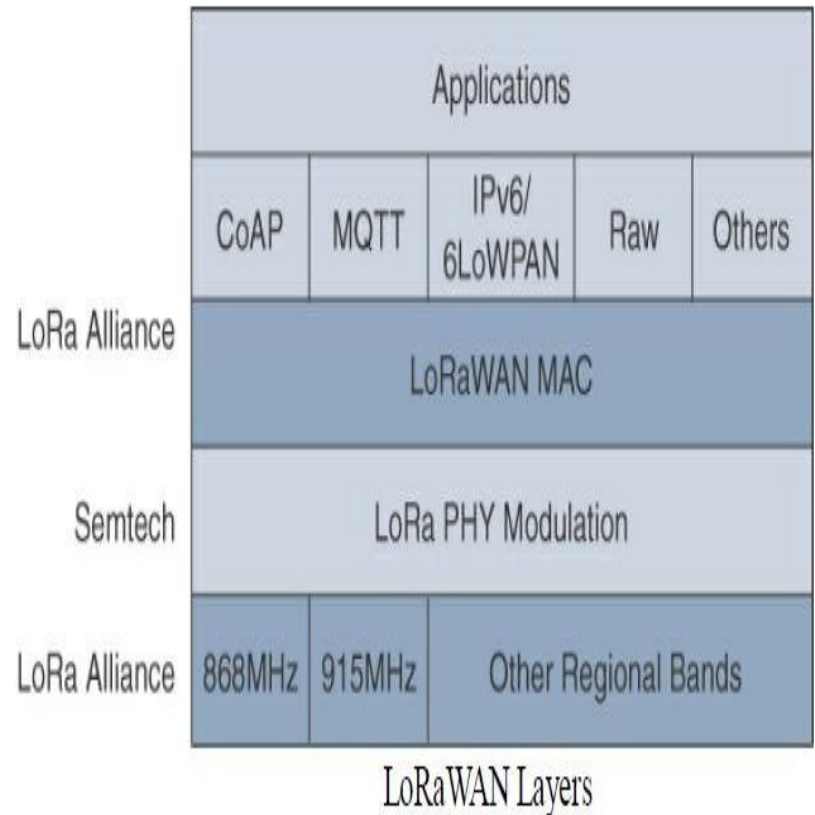 Applications
CoAP MQTT IPv6/ 6LoWPAN Raw Others
LoRa Alliance
LoRaWAN MAC
Semtech LoRa PHY Modulation
LoRa Alliance 868MHz 915MHz Other Regional Bands
LoRaWAN Layers